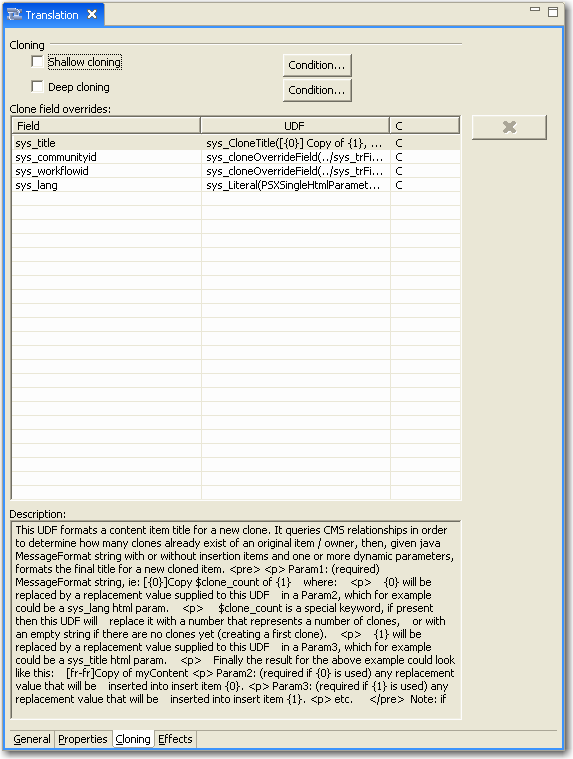 Translation
Cloning
Shallow cloning
Condition...
Deep cloning
Condition...
Clone field overrides:
Field UDF C
sys_title sys_CloneTitle([{0}] Copy of {1}, ... C
sys_communityid sys_cloneOverrideField(../sys_trFi... C
sys_workflowid sys_cloneOverrideField(../sys_trFi... C
sys_lang sys_Literal(PSXSingleHtmlParamet... C
Description:
This UDF formats a content item title for a new clone. It queries CMS relationships in order
to determine how many clones already exist of an original item / owner, then, given java
MessageFormat string with or without insertion items and one or more dynamic parameters,
formats the final title for a new cloned item. <pre> <p> Param1: (required)
MessageFormat string, ie: [{0}]Copy $clone_count of {1} where: <p> {0} will be
replaced by a replacement value supplied to this UDF in a Param2, which for example
could be a sys_lang html param. <p> $clone_count is a special keyword, if present
then this UDF will replace it with a number that represents a number of clones, or with
an empty string if there are no clones yet (creating a first clone). <p> {1} will be
replaced by a replacement value supplied to this UDF in a Param3, which for example
could be a sys_title html param. <p> Finally the result for the above example could look
like this: [fr-fr]Copy of myContent <p> Param2: (required if {0} is used) any replacement
value that will be inserted into insert item {0}. <p> Param3: (required if {1} is used) any
replacement value that will be inserted into insert item {1}. <p> etc. </pre> Note: if
General Properties Cloning Effects